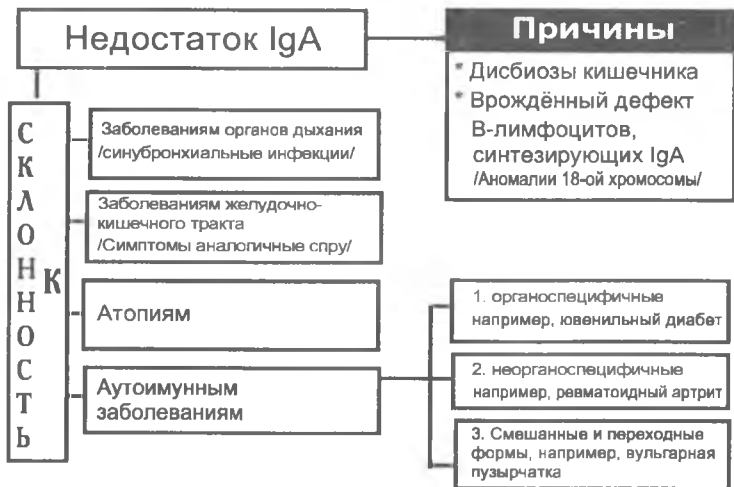 Недостаток IgA
Причины
* Дисбиозы кишечника
* Врождённый дефект
В-лимфоцитов,
синтезирующих IgA
/Аномалии 18-ой хромосомы/
СКЛОННОСТЬ
К
Заболеваниям органов дыхания
/синубронхиальные инфекции/
Заболеваниям желудочно-
кишечного тракта
/Симптомы аналогичные спру/
Атопиям
Аутоимунным
заболеваниям
1. органоспецифичные
например, ювенильный диабет
2. неорганоспецифичные
например, ревматоидный артрит
3. Смешанные и переходные
формы, например, вульгарная
пузырчатка